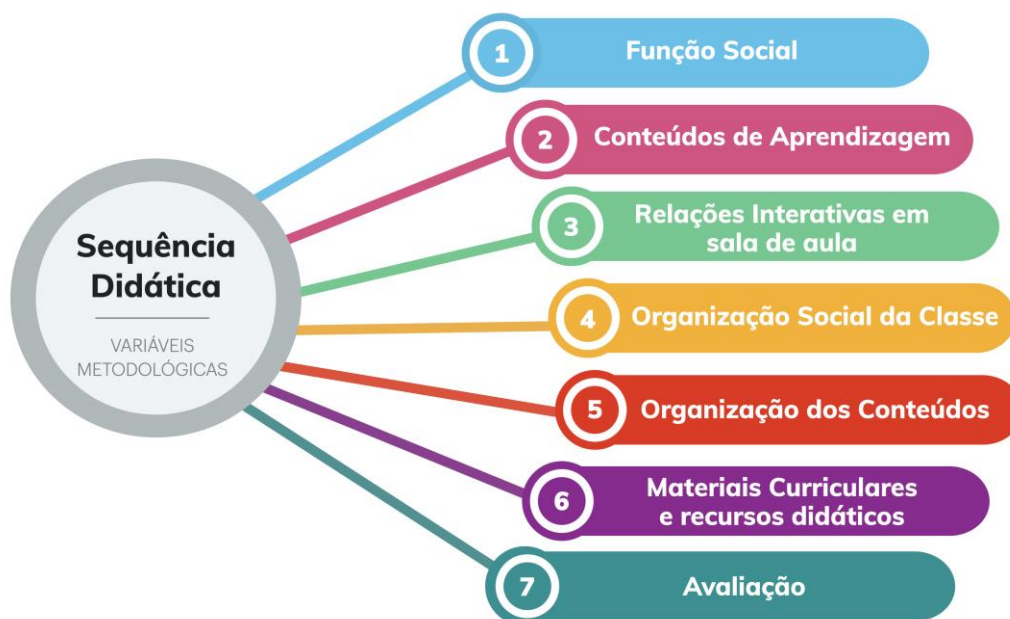 Sequência
Didática
VARIÁVEIS
METODOLÓGICAS
1
Função Social
2
Conteúdos de Aprendizagem
3
Relações Interativas em
sala de aula
4
Organização Social da Classe
5
Organização dos Conteúdos
6
Materiais Curriculares
e recursos didáticos
7
Avaliação